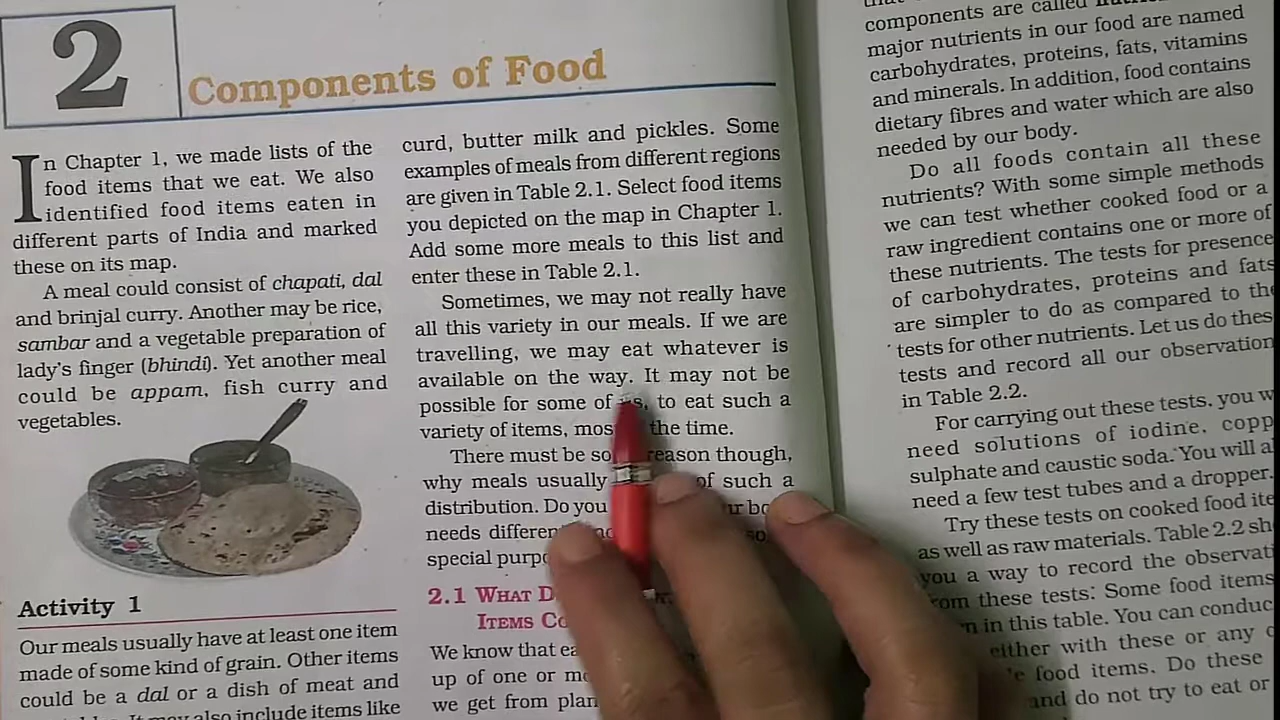 2
Components of Food
In Chapter 1, we made lists of the
food items that we eat. We also
identified food items eaten in
different parts of India and marked
these on its map.
A meal could consist of chapati, dal
and brinjal curry. Another may be rice,
sambar and a vegetable preparation of
lady's finger (bhindi). Yet another meal
could be appam, fish curry and
vegetables.
Activity 1
Our meals usually have at least one item
made of some kind of grain. Other items
could be a dal or a dish of meat and
also include items like
curd, butter milk and pickles. Some
examples of meals from different regions
are given in Table 2.1. Select food items
you depicted on the map in Chapter 1.
Add some more meals to this list and
enter these in Table 2.1.
Sometimes, we may not really have
all this variety in our meals. If we are
travelling, we may eat whatever is
available on the way. It may not be
possible for some of us, to eat such a
variety of items, most the time.
There must be reason though,
why meals usually of such a
distribution. Do you
needs
special
2.1 WHAT
ITEMS
We know that
up of one or
we get from
components are called
major nutrients in our food are named
carbohydrates, proteins, fats, vitamins
and minerals. In addition, food contains
dietary fibres and water which are also
needed by our body.
Do all foods contain all these
nutrients? With some simple methods
we can test whether cooked food or a
raw ingredient contains one or more of
these nutrients. The tests for presence
of carbohydrates, proteins and fats
are simpler to do as compared to the
tests for other nutrients. Let us do
tests and record all our
in Table 2.2.
For carrying out these tests, you
need solutions of iodine,
sulphate and caustic soda. You will
need a few test tubes and a dropper.
Try these tests on cooked food
as well as raw materials. Table 2.2
you a way to record the
from these tests: Some food items
in this table. You can
either with these or any
food items. Do these
and do not try to eat or